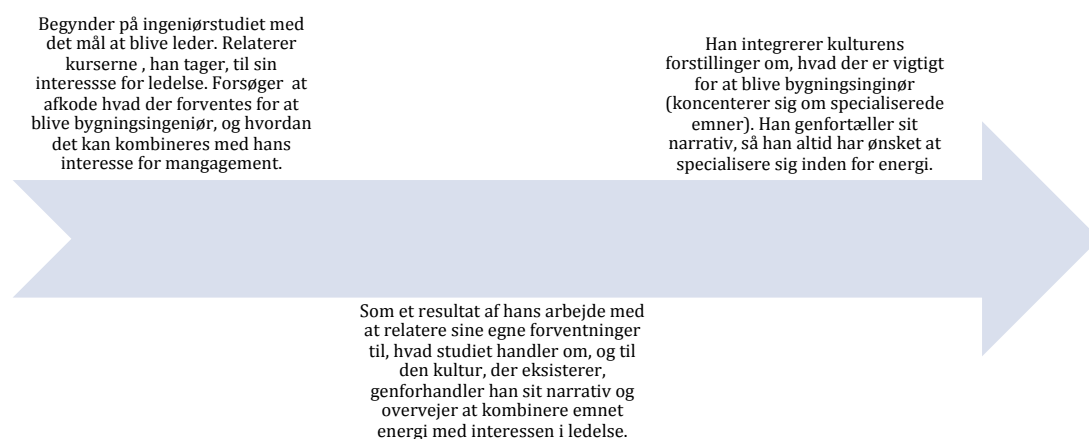 Begynder på ingeniørstudiet med
det mål at blive leder. Relaterer
kurserne , han tager, til sin
interessse for ledelse. Forsøger at
afkode hvad der forventes for at
blive bygningsingeniør, og hvordan
det kan kombineres med hans
interesse for mangagement.
Som et resultat af hans arbejde med
at relatere sine egne forventninger
til, hvad studiet handler om, og til
den kultur, der eksisterer,
genforhandler han sit narrativ og
overvejer at kombinere emnet
energi med interessen i ledelse.
Han integrerer kulturens
forstillinger om, hvad der er vigtigt
for at blive bygningsinginør
(koncenterer sig om specialiserede
emner). Han genfortæller sit
narrativ, så han altid har ønsket at
specialisere sig inden for energi.